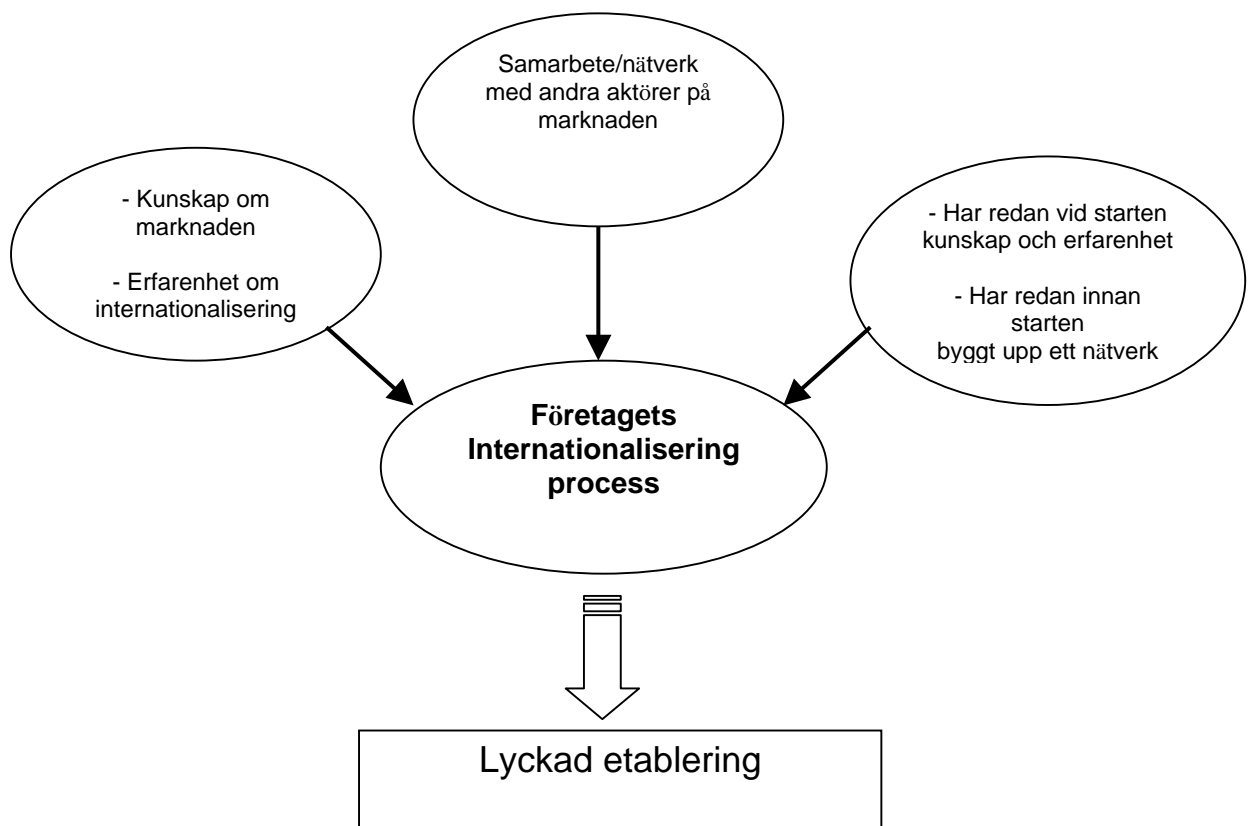 Samarbete/nätverk
med andra aktörer på
marknaden
- Kunskap om
marknaden
- Erfarenhet om
internationalisering
- Har redan vid starten
kunskap och erfarenhet
- Har redan innan
starten
byggt upp ett nätverk
Företagets
Internationalisering
process
Lyckad etablering